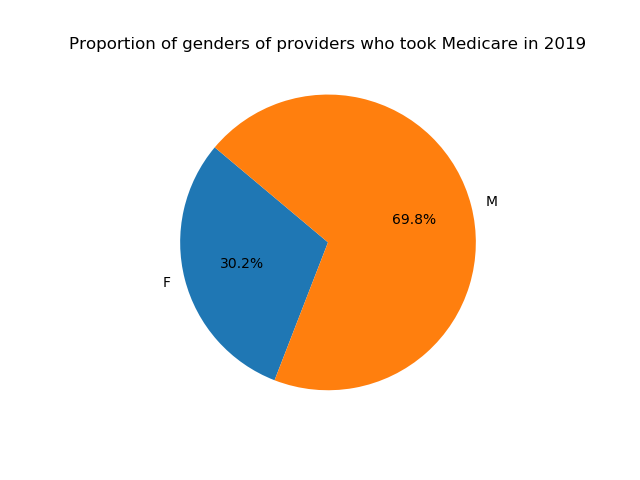 Proportion of genders of providers who took Medicare in 2019
M
69.8%
30.2%
F